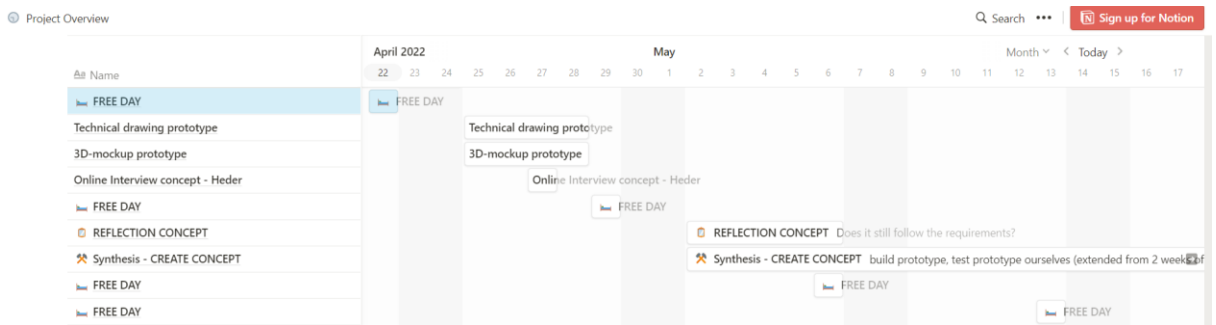 Project Overview
Search ••• Sign up for Notion
April 2022 May Month < Today >
Aa Name 22 23 24 25 26 27 28 29 30 1 2 3 4 5 6 7 8 9 10 11 12 13 14 15 16 17
FREE DAY FREE DAY
Technical drawing prototype Technical drawing prototype
3D-mockup prototype 3D-mockup prototype
Online Interview concept - Heder Online Interview concept - Heder
FREE DAY FREE DAY
REFLECTION CONCEPT REFLECTION CONCEPT Does it still follow the requirements?
Synthesis - CREATE CONCEPT Synthesis - CREATE CONCEPT build prototype, test prototype ourselves (extended from 2 weeks of
FREE DAY FREE DAY
FREE DAY FREE DAY